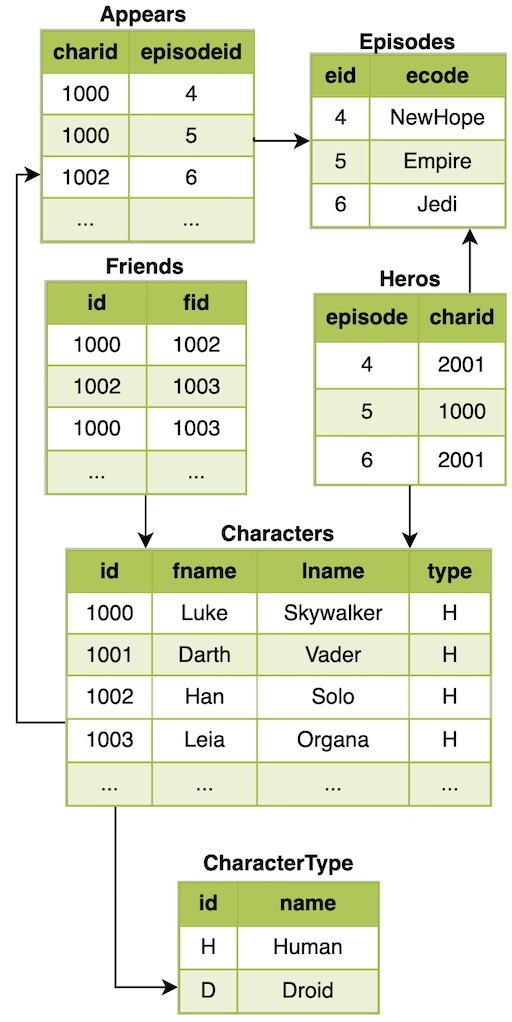 Appears
charid episodeid
1000 4
1000 5
1002 6
... ...
Episodes
eid ecode
4 NewHope
5 Empire
6 Jedi
Friends
id fid
1000 1002
1002 1003
1000 1003
... ...
Heros
episode charid
4 2001
5 1000
6 2001
Characters
id fname lname type
1000 Luke Skywalker H
1001 Darth Vader H
1002 Han Solo H
1003 Leia Organa H
... ... ... ...
CharacterType
id name
H Human
D Droid